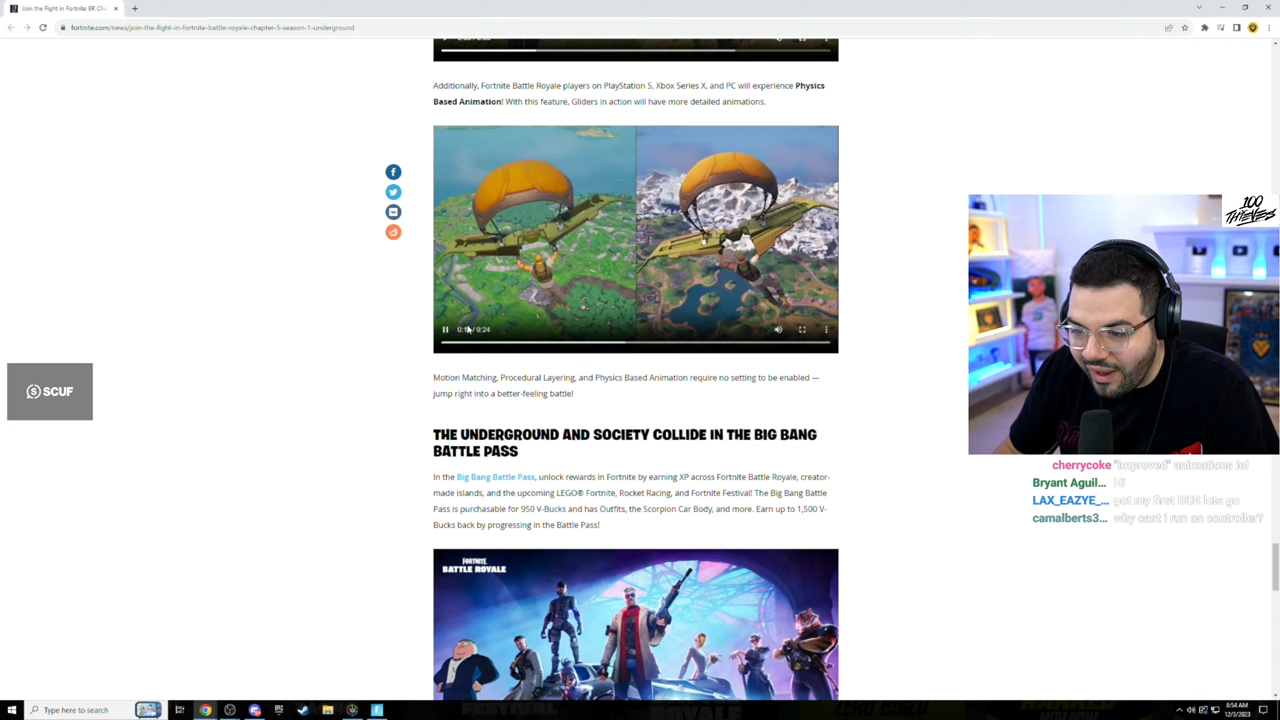 Join the Fight in Fortnite BR Cha
fortnite.com/news/join-the-fight-in-fortnite-battle-royale-chapter-5-season-1-underground
Additionally, Fortnite Battle Royale players on PlayStation 5, Xbox Series X, and PC will experience Physics
Based Animation! With this feature, Gliders in action will have more detailed animations.
/ 0:24
Motion Matching, Procedural Layering, and Physics Based Animation require no setting to be enabled —
jump right into a better-feeling battle!
THE UNDERGROUND AND SOCIETY COLLIDE IN THE BIG BANG
BATTLE PASS
In the Big Bang Battle Pass, unlock rewards in Fortnite by earning XP across Fortnite Battle Royale, creator-
made islands, and the upcoming LEGO® Fortnite, Rocket Racing, and Fortnite Festival! The Big Bang Battle
Pass is purchasable for 950 V-Bucks and has Outfits, the Scorpion Car Body, and more. Earn up to 1,500 V-
Bucks back by progressing in the Battle Pass!
FORTNITE
BATTLE ROYALE
SCUF
100
THIEVES
cherrycoke "improved" animations lol
Bryant Aguil... Hi
LAX_EAZYE_... got my first DUB lets go
camalberts3... why cant i run on controller?
Type here to search
6:54 AM
12/3/2023